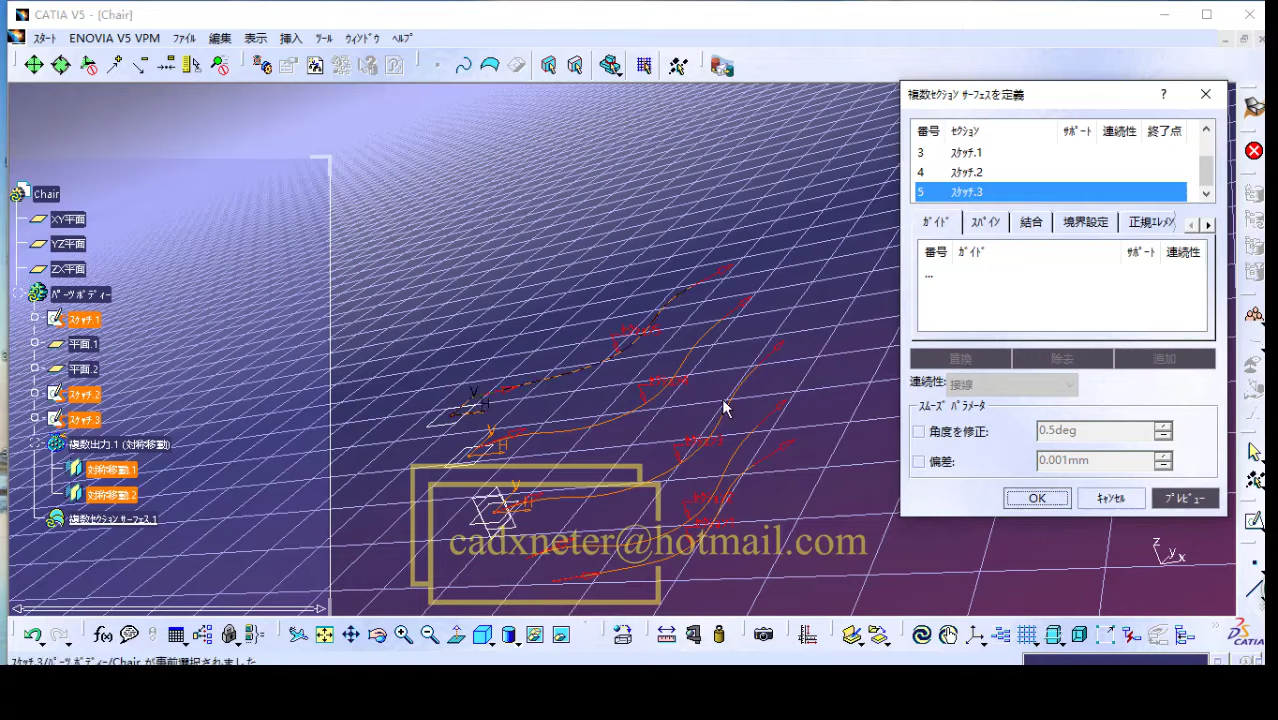 CATIA V5 - [Chair]
スタート ENOVIA V5 VPM ファイル 編集 表示 挿入 ツール ウィンドウ ヘルプ
複数セクション サーフェスを定義
番号 セクション サポート 連続性 終了点
3 スケッチ.1
4 スケッチ.2
5 スケッチ.3
ガイド スパイン 結合 境界設定 正規エレメン
番号 ガイド サポート 連続性
...
置換 除去 追加
連続性: 接線
スムーズ パラメータ
角度を修正: 0.5deg
偏差: 0.001mm
OK キャンセル プレビュー
Chair
XY平面
YZ平面
ZX平面
パーツ ボディー
スケッチ.1
平面.1
平面.2
スケッチ.2
スケッチ.3
複数出力.1 (対称移動)
対称移動.1
対称移動.2
複数セクション サーフェス.1
V
H
V
H
V
H
cadxneter@hotmail.com
z
y x
f(x)
CATIA
スケッチ.3/パーツ ボディー/Chair が事前選択されました